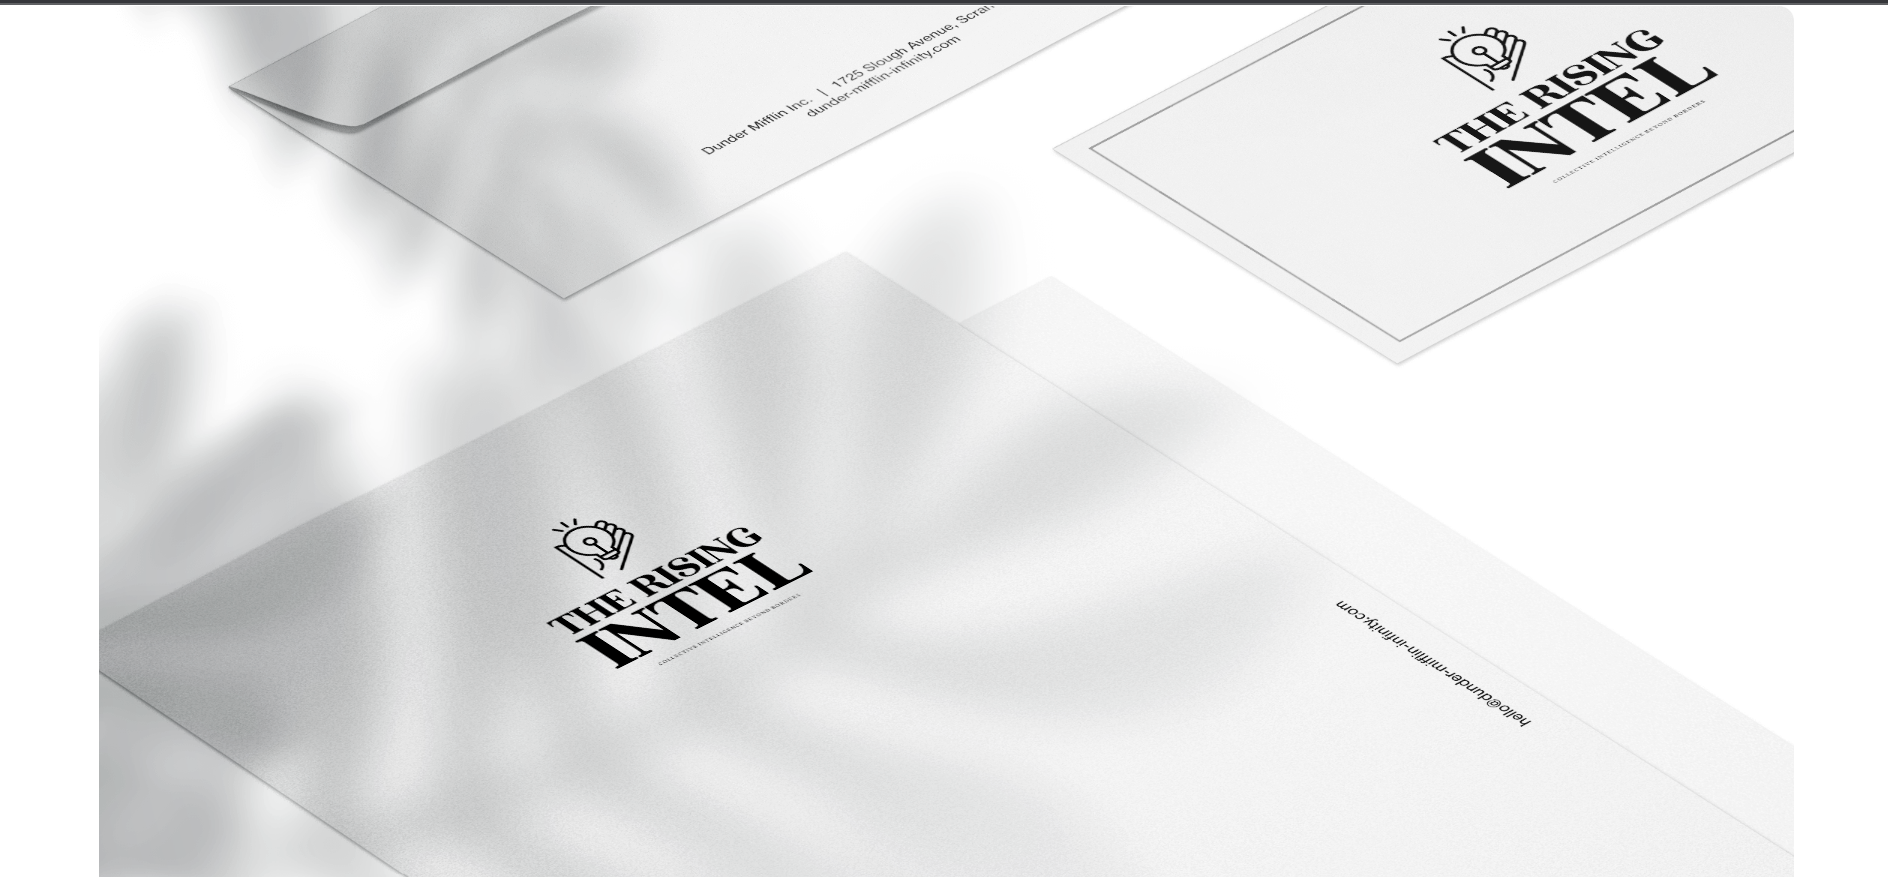 Dunder Mifflin Inc. | 1725 Slough Avenue, Scran
dunder-mifflin-infinity.com
THE RISING
INTEL
COLLECTIVE INTELLIGENCE BEYOND BORDERS
THE RISING
INTEL
COLLECTIVE INTELLIGENCE BEYOND BORDERS
hello@dunder-mifflin-infinity.com